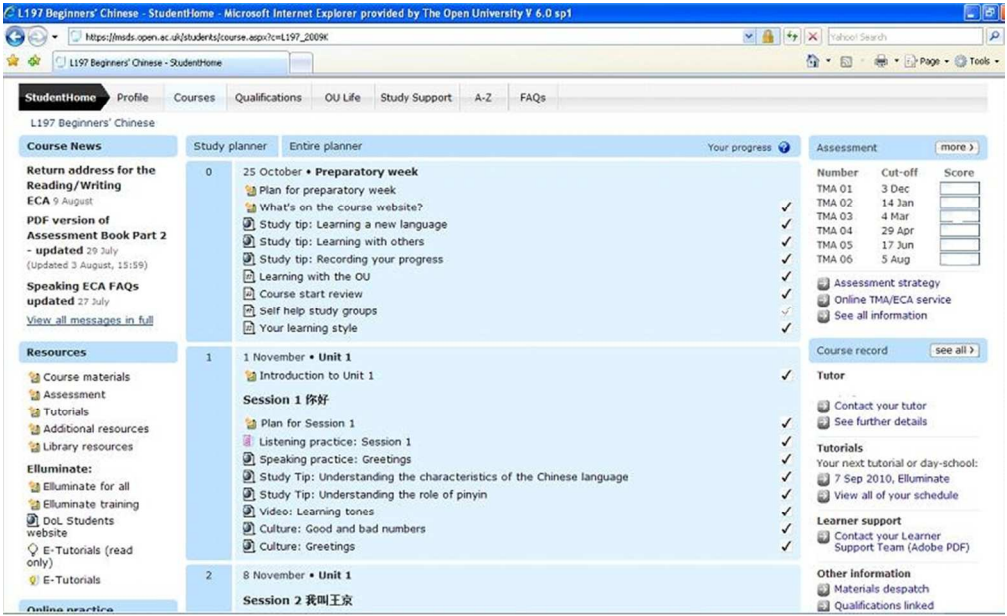 L197 Beginners' Chinese - StudentHome - Microsoft Internet Explorer provided by The Open University V 6.0 sp1
https://msds.open.ac.uk/students/course.aspx?c=L197_2009K
Yahoo! Search
L197 Beginners' Chinese - StudentHome
Page
Tools
StudentHome Profile Courses Qualifications OU Life Study Support A-Z FAQs
L197 Beginners' Chinese
Course News
Return address for the
Reading/Writing
ECA 9 August
PDF version of
Assessment Book Part 2
- updated 29 July
(Updated 3 August, 15:59)
Speaking ECA FAQs
updated 27 July
View all messages in full
Resources
Course materials
Assessment
Tutorials
Additional resources
Library resources
Elluminate:
Elluminate for all
Elluminate training
DoL Students
website
E-Tutorials (read
only)
E-Tutorials
Online practice
Study planner Entire planner Your progress
0 25 October • Preparatory week
Plan for preparatory week
What's on the course website?
Study tip: Learning a new language
Study tip: Learning with others
Study tip: Recording your progress
Learning with the OU
Course start review
Self help study groups
Your learning style
1 1 November • Unit 1
Introduction to Unit 1
Session 1 你好
Plan for Session 1
Listening practice: Session 1
Speaking practice: Greetings
Study Tip: Understanding the characteristics of the Chinese language
Study Tip: Understanding the role of pinyin
Video: Learning tones
Culture: Good and bad numbers
Culture: Greetings
2 8 November • Unit 1
Session 2 我叫王京
Assessment more
Number Cut-off Score
TMA 01 3 Dec
TMA 02 14 Jan
TMA 03 4 Mar
TMA 04 29 Apr
TMA 05 17 Jun
TMA 06 5 Aug
Assessment strategy
Online TMA/ECA service
See all information
Course record see all
Tutor
Contact your tutor
See further details
Tutorials
Your next tutorial or day-school:
7 Sep 2010, Elluminate
View all of your schedule
Learner support
Contact your Learner
Support Team (Adobe PDF)
Other information
Materials despatch
Qualifications linked